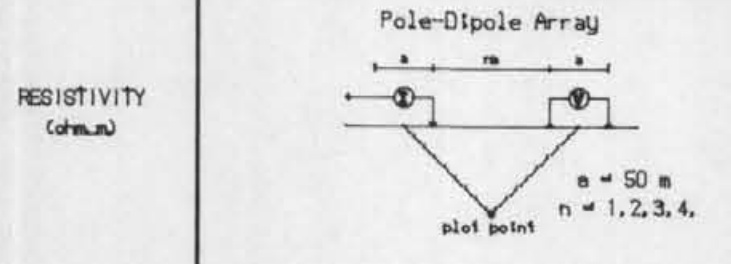 RESISTIVITY
(ohm.m)
Pole-Dipole Array
a na a
I V
a = 50 m
n = 1,2,3,4,
plot point